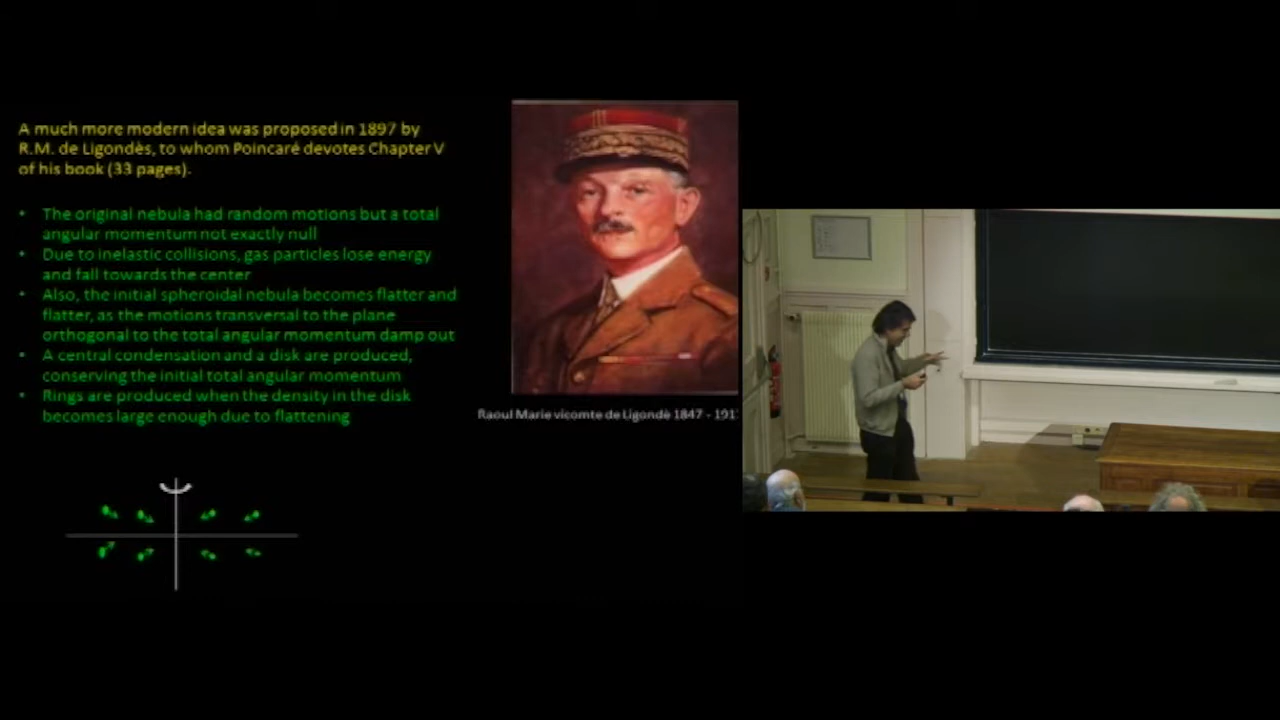 A much more modern idea was proposed in 1897 by
R.M. de Ligondès, to whom Poincaré devotes Chapter V
of his book (33 pages).
• The original nebula had random motions but a total
angular momentum not exactly null
• Due to inelastic collisions, gas particles lose energy
and fall towards the center
• Also, the initial spheroidal nebula becomes flatter and
flatter, as the motions transversal to the plane
orthogonal to the total angular momentum damp out
• A central condensation and a disk are produced,
conserving the initial total angular momentum
• Rings are produced when the density in the disk
becomes large enough due to flattening
Raoul Marie vicomte de Ligondè 1847 - 191